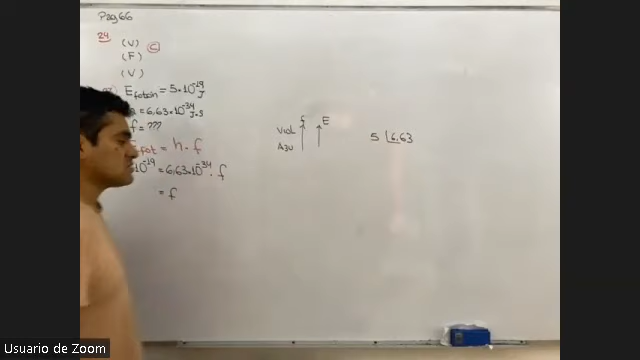 Pag 66
24
(V)
(F)
(V)
C
E fotón = 5×10⁻¹⁹ J
= 6,63×10⁻³⁴ J·s
f = ???
fot = h · f
10⁻¹⁹ = 6,63×10⁻³⁴ · f
= f
f E
Viol
Azu
5 6,63
Usuario de Zoom